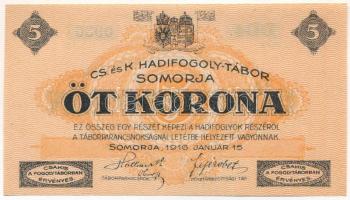 5
5
CS. és K. HADIFOGOLY-TÁBOR
SOMORJA
ÖT KORONA
EZ ÖSSZEG EGY RÉSZÉT KÉPEZI A HADIFOGLYOK RÉSZÉRŐL
A TÁBORPARANCSNOKSÁGNÁL LETÉTBE HELYEZETT VAGYONNAK.
SOMORJA, 1916 JANUÁR 15
CSAKIS
A FOGOLYTÁBORBAN
ÉRVÉNYES
CSAKIS
A FOGOLYTÁBORBAN
ÉRVÉNYES